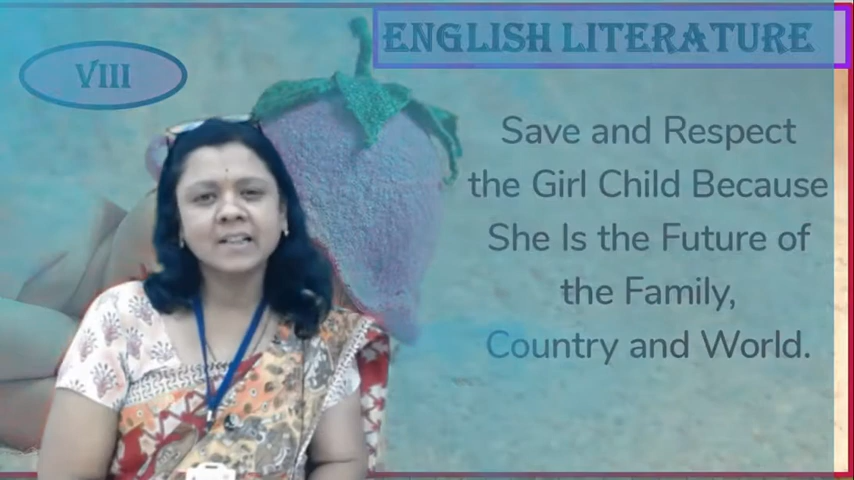 VIII
ENGLISH LITERATURE
Save and Respect
the Girl Child Because
She Is the Future of
the Family,
Country and World.